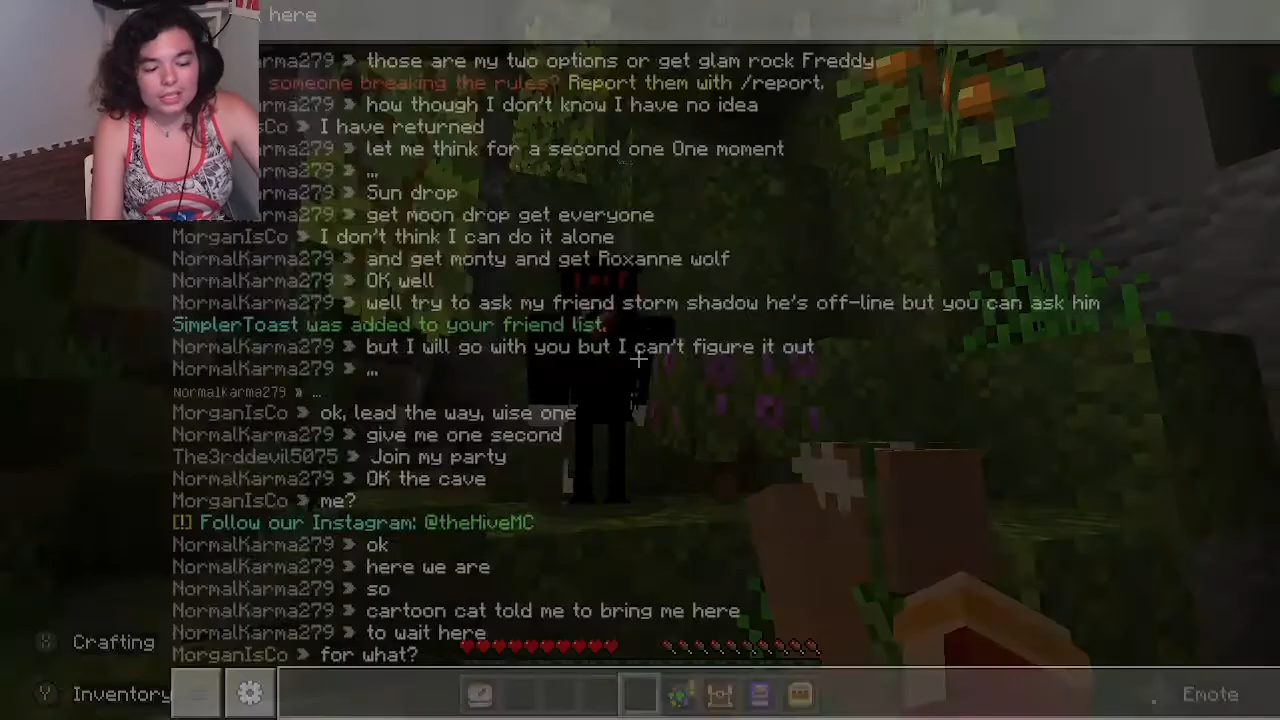 here
rma279 » those are my two options or get glam rock Freddy
someone breaking the rules? Report them with /report.
rma279 » how though I don't know I have no idea
sCo » I have returned
rma279 » let me think for a second one One moment
rma279 » ...
rma279 » Sun drop
rma279 » get moon drop get everyone
MorganIsCo » I don't think I can do it alone
NormalKarma279 » and get monty and get Roxanne wolf
NormalKarma279 » OK well
NormalKarma279 » well try to ask my friend storm shadow he's off-line but you can ask him
SimplerToast was added to your friend list.
NormalKarma279 » but I will go with you but I can't figure it out
NormalKarma279 » ...
NormalKarma279 » ...
MorganIsCo » ok, lead the way, wise one
NormalKarma279 » give me one second
The3rddevil5075 » Join my party
NormalKarma279 » OK the cave
MorganIsCo » me?
[!] Follow our Instagram: @theHiveMC
NormalKarma279 » ok
NormalKarma279 » here we are
NormalKarma279 » so
NormalKarma279 » cartoon cat told me to bring me here
NormalKarma279 » to wait here
MorganIsCo » for what?
X Crafting
Y Inventory
Emote